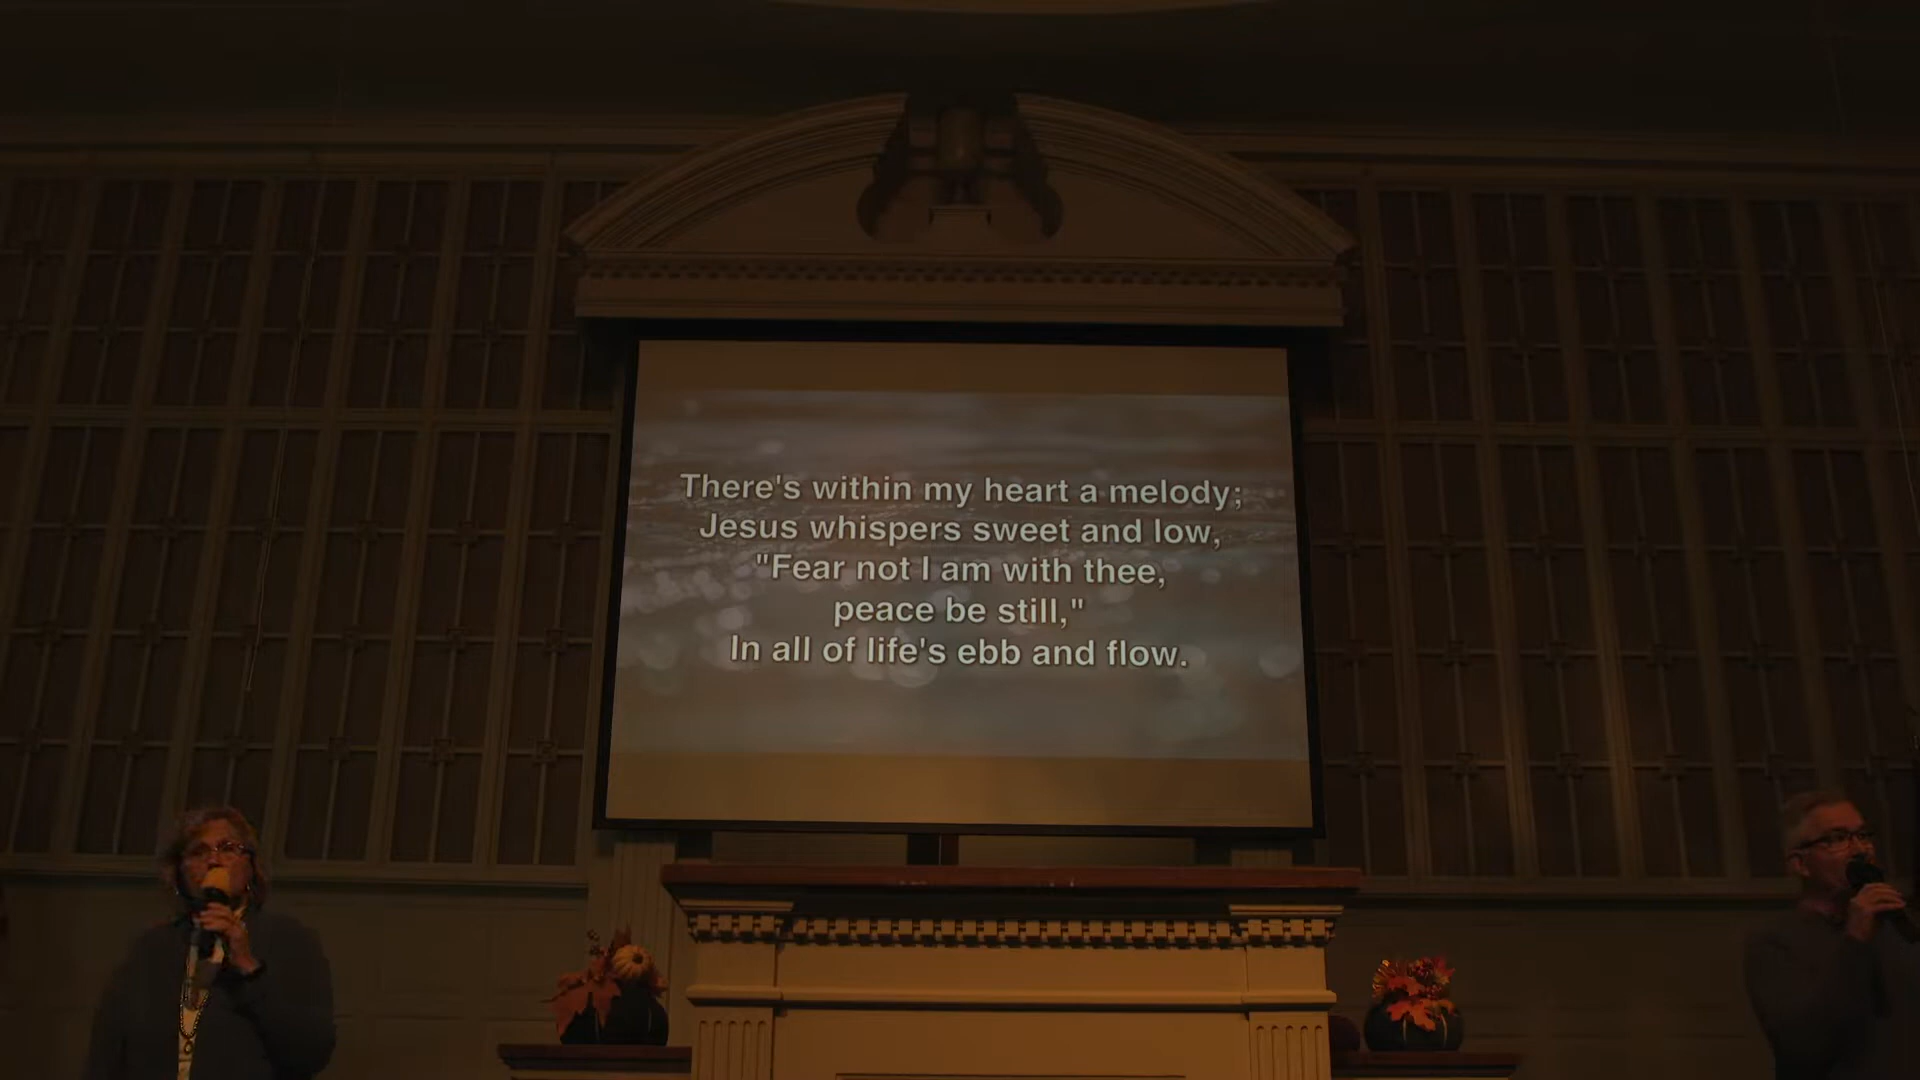 There's within my heart a melody;
Jesus whispers sweet and low,
"Fear not I am with thee,
peace be still,"
In all of life's ebb and flow.